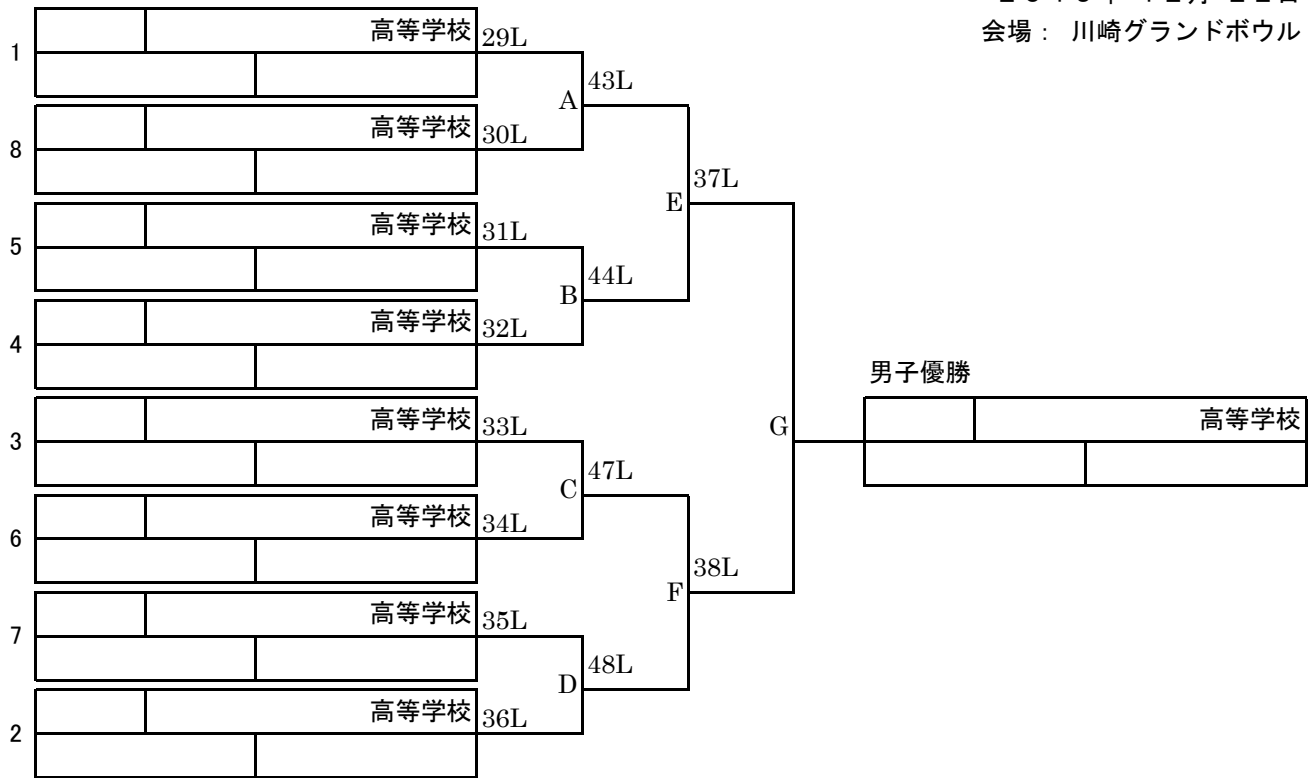 会場： 川崎グランドボウル
1 高等学校 29L
A 43L
8 高等学校 30L
E 37L
5 高等学校 31L
B 44L
4 高等学校 32L
男子優勝
3 高等学校 33L
G 高等学校
C 47L
6 高等学校 34L
F 38L
7 高等学校 35L
D 48L
2 高等学校 36L